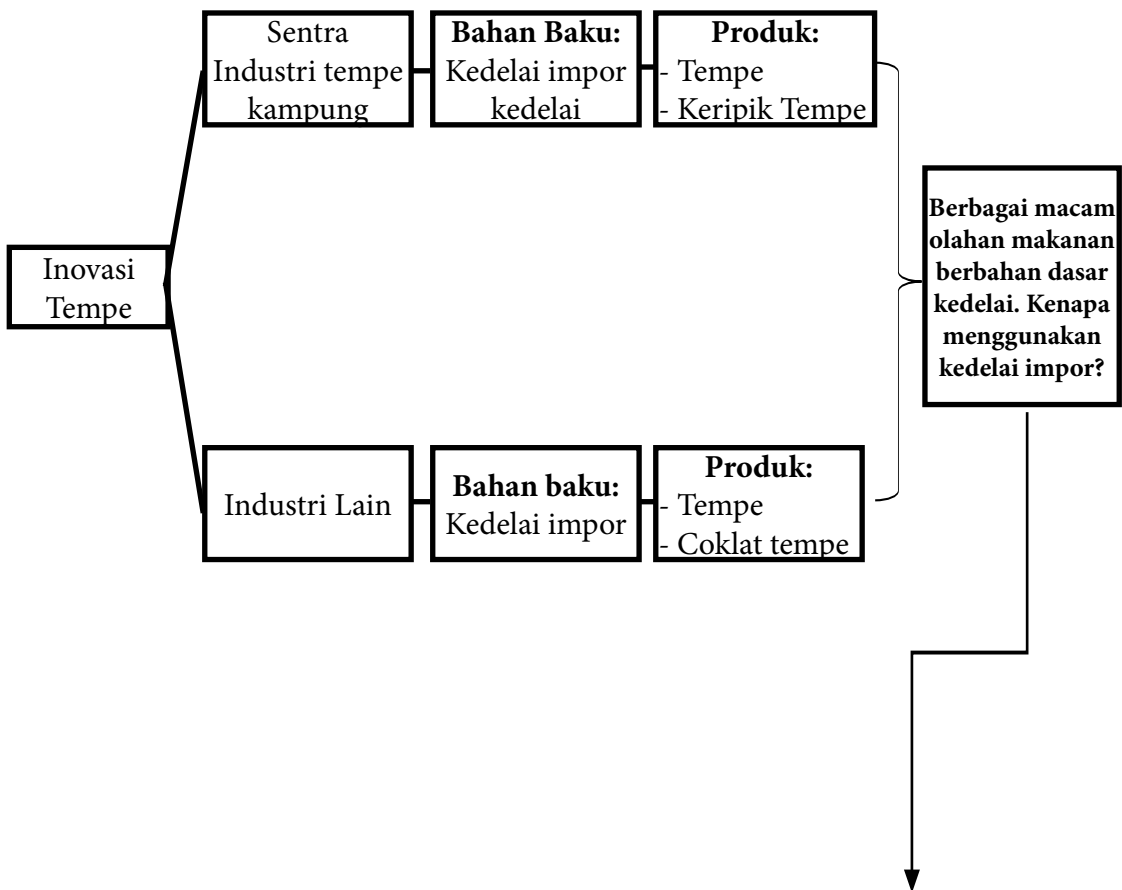 Sentra
Industri tempe
kampung
Bahan Baku:
Kedelai impor
kedelai
Produk:
- Tempe
- Keripik Tempe
Inovasi
Tempe
Berbagai macam
olahan makanan
berbahan dasar
kedelai. Kenapa
menggunakan
kedelai impor?
Industri Lain
Bahan baku:
Kedelai impor
Produk:
- Tempe
- Coklat tempe